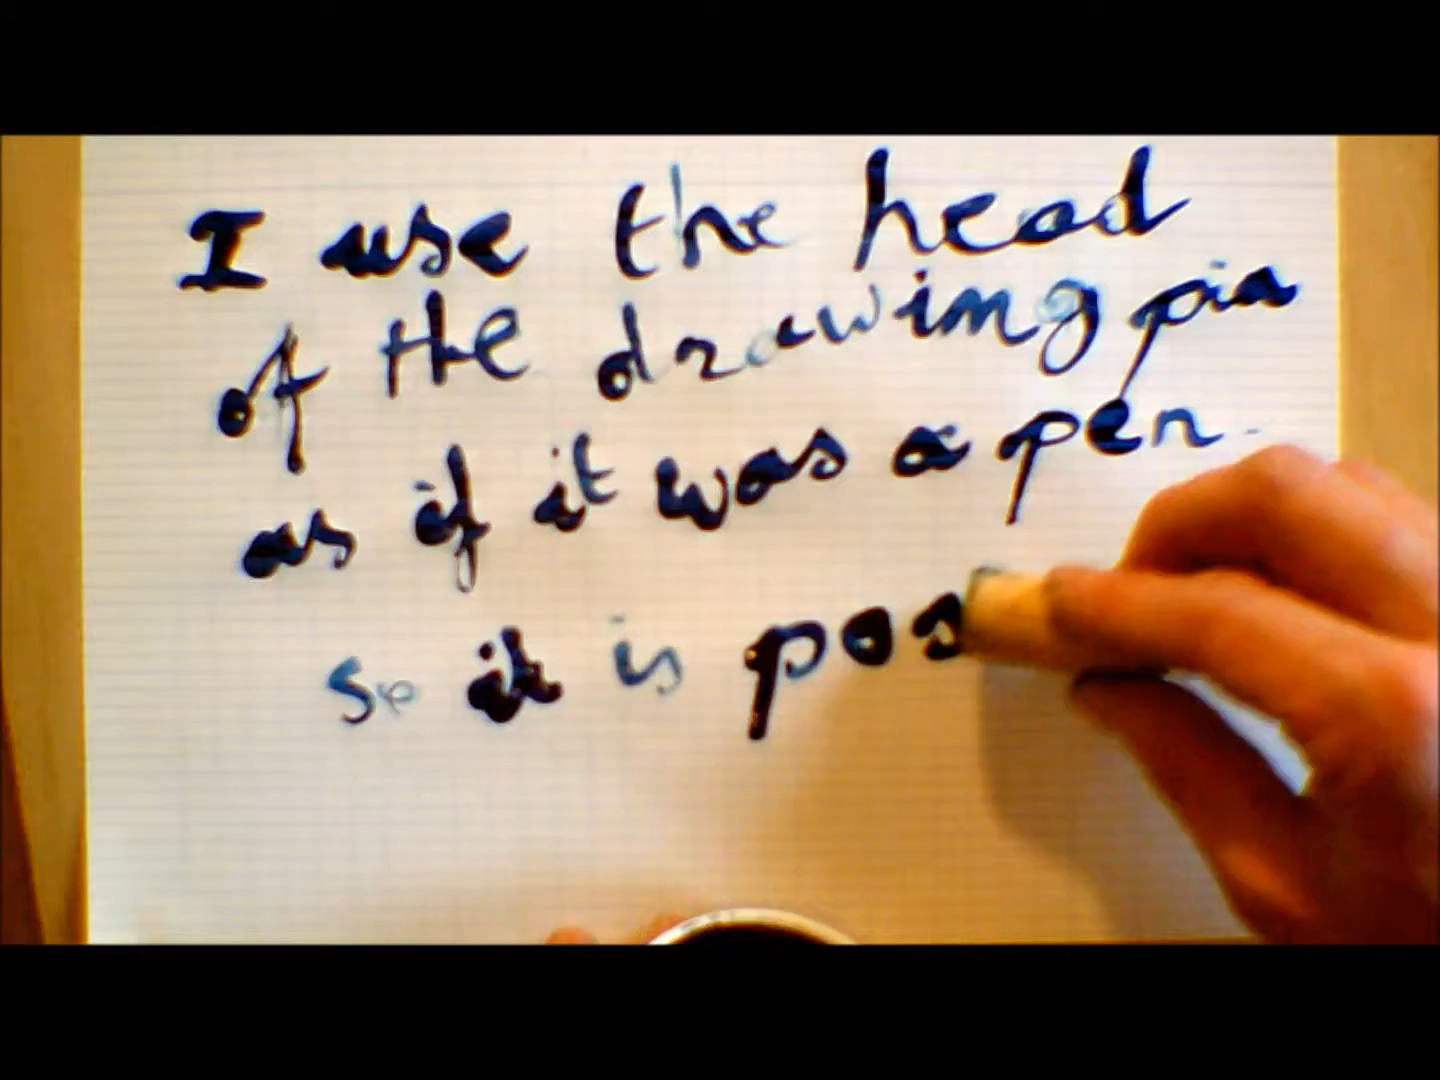 I use the head
of the drawing pin
as if it was a pen.
so it is pos